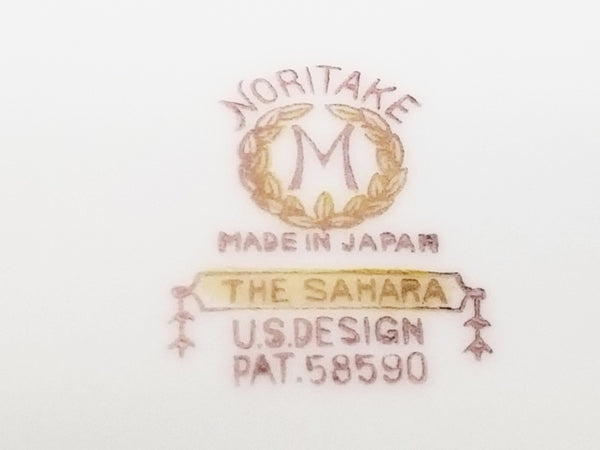 NORITAKE
M
MADE IN JAPAN
THE SAHARA
U.S.DESIGN
PAT.58590